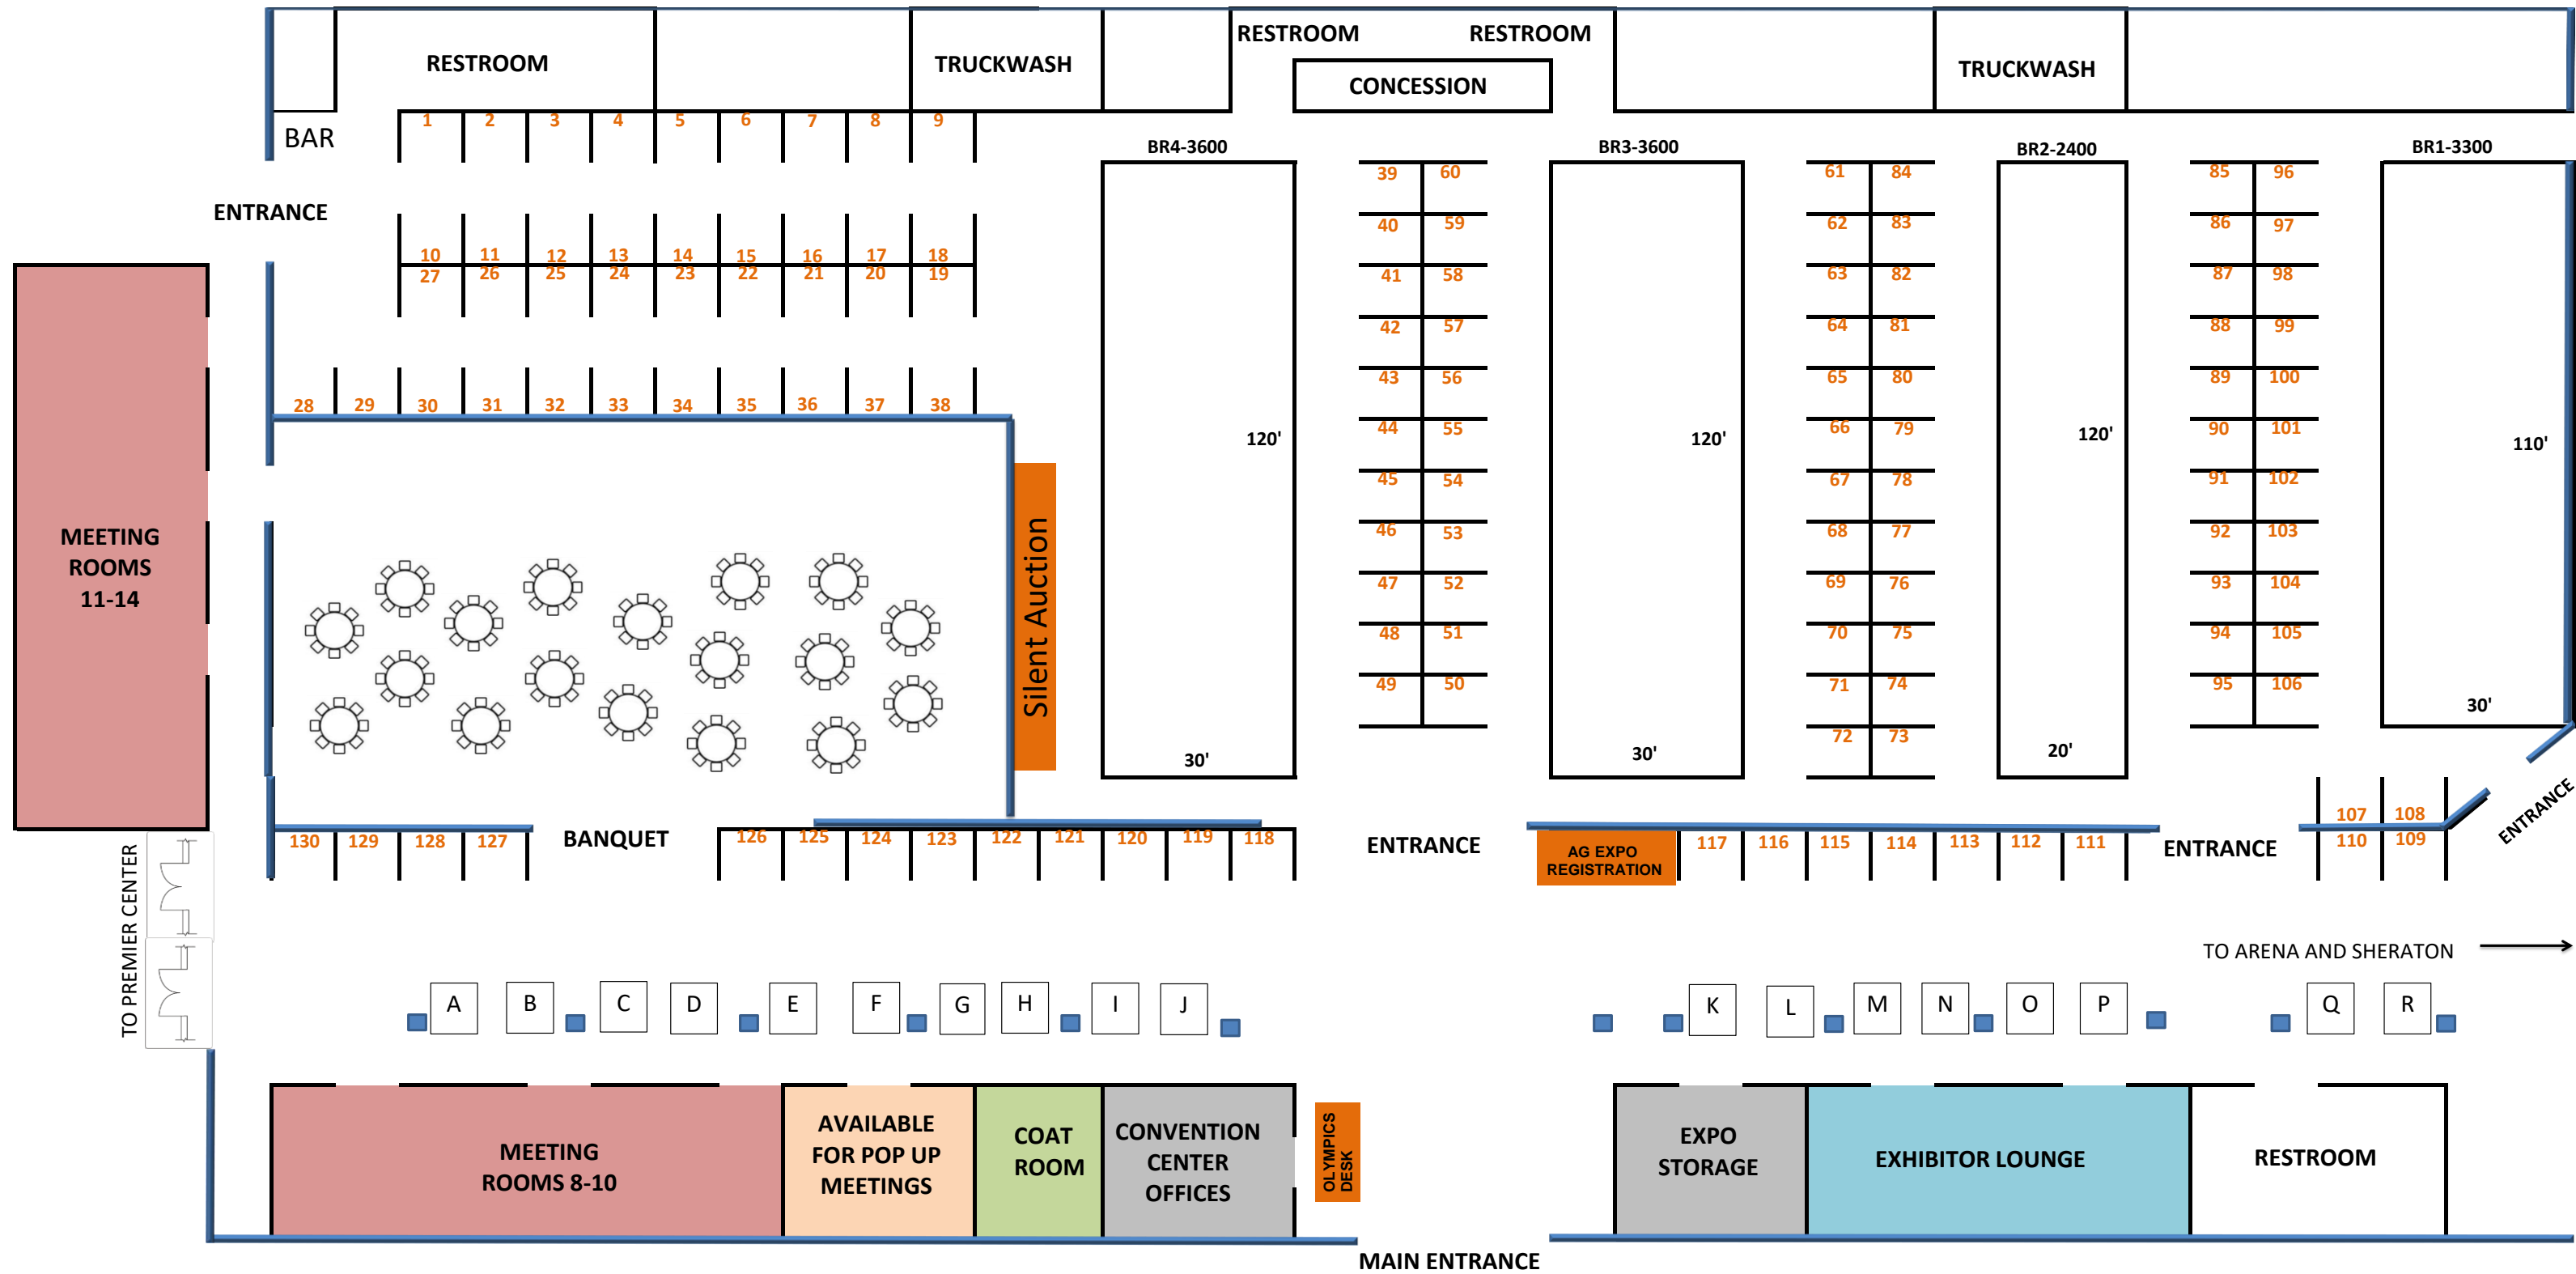 RESTROOM RESTROOM
RESTROOM TRUCKWASH CONCESSION TRUCKWASH
1 2 3 4 5 6 7 8 9
BAR
BR4-3600 BR3-3600 BR2-2400 BR1-3300
39 60 61 84 85 96
ENTRANCE
40 59 62 83 86 97
10 11 12 13 14 15 16 17 18
27 26 25 24 23 22 21 20 19
41 58 63 82 87 98
42 57 64 81 88 99
43 56 65 80 89 100
28 29 30 31 32 33 34 35 36 37 38
44 55 66 79 90 101
120' 120' 120' 110'
45 54 67 78 91 102
46 53 68 77 92 103
MEETING
ROOMS
11-14
Silent Auction
47 52 69 76 93 104
48 51 70 75 94 105
49 50 71 74 95 106
30'
72 73
30' 30' 20'
107 108
110 109
ENTRANCE
130 129 128 127
BANQUET
126 125 124 123 122 121 120 119 118
ENTRANCE
AG EXPO
REGISTRATION
117 116 115 114 113 112 111
ENTRANCE
TO PREMIER CENTER
TO ARENA AND SHERATON
A B C D E F G H I J K L M N O P Q R
MEETING
ROOMS 8-10
AVAILABLE
FOR POP UP
MEETINGS
COAT
ROOM
CONVENTION
CENTER
OFFICES
OLYMPICS
DESK
EXPO
STORAGE
EXHIBITOR LOUNGE
RESTROOM
MAIN ENTRANCE